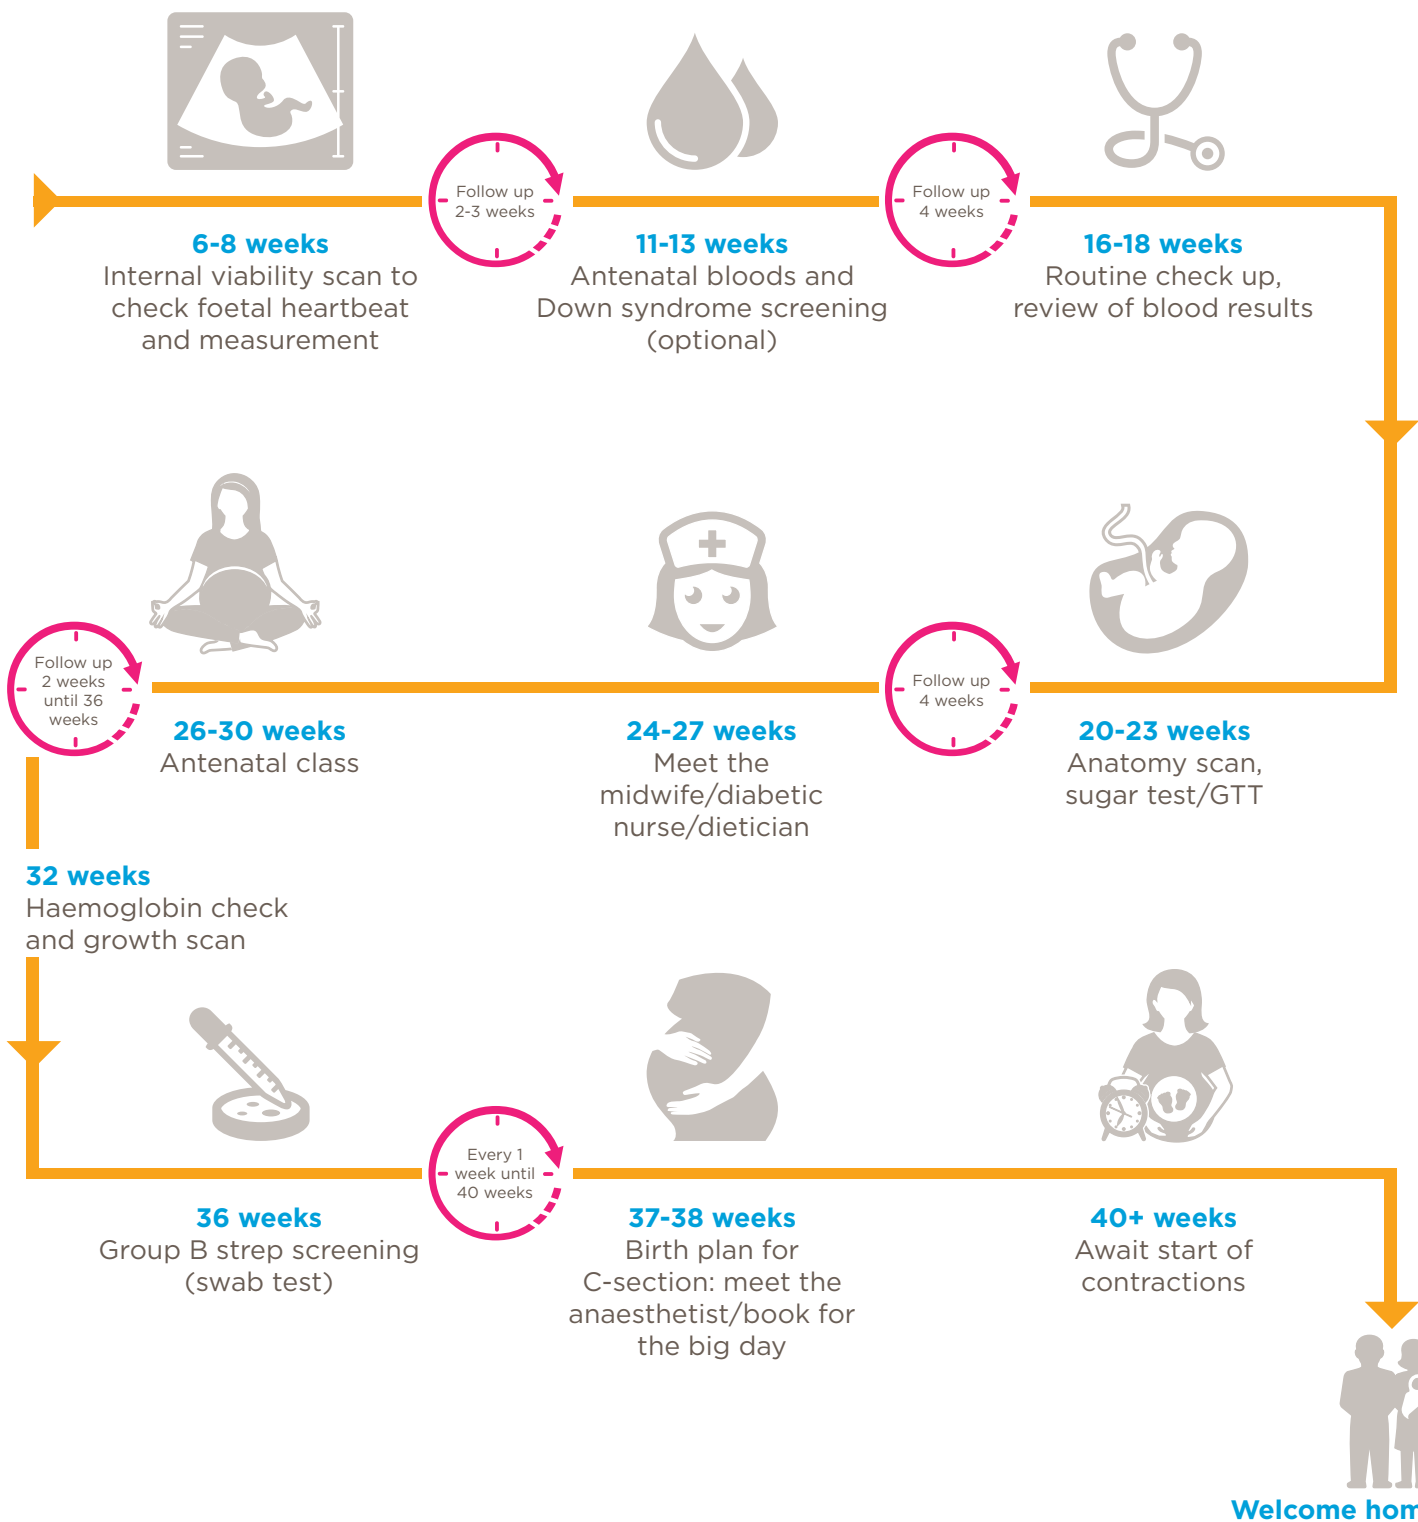 Follow up
2-3 weeks
Follow up
4 weeks
6-8 weeks
Internal viability scan to
check foetal heartbeat
and measurement
11-13 weeks
Antenatal bloods and
Down syndrome screening
(optional)
16-18 weeks
Routine check up,
review of blood results
Follow up
2 weeks
until 36
weeks
26-30 weeks
Antenatal class
24-27 weeks
Meet the
midwife/diabetic
nurse/dietician
Follow up
4 weeks
20-23 weeks
Anatomy scan,
sugar test/GTT
32 weeks
Haemoglobin check
and growth scan
36 weeks
Group B strep screening
(swab test)
Every 1
week until
40 weeks
37-38 weeks
Birth plan for
C-section: meet the
anaesthetist/book for
the big day
40+ weeks
Await start of
contractions
Welcome